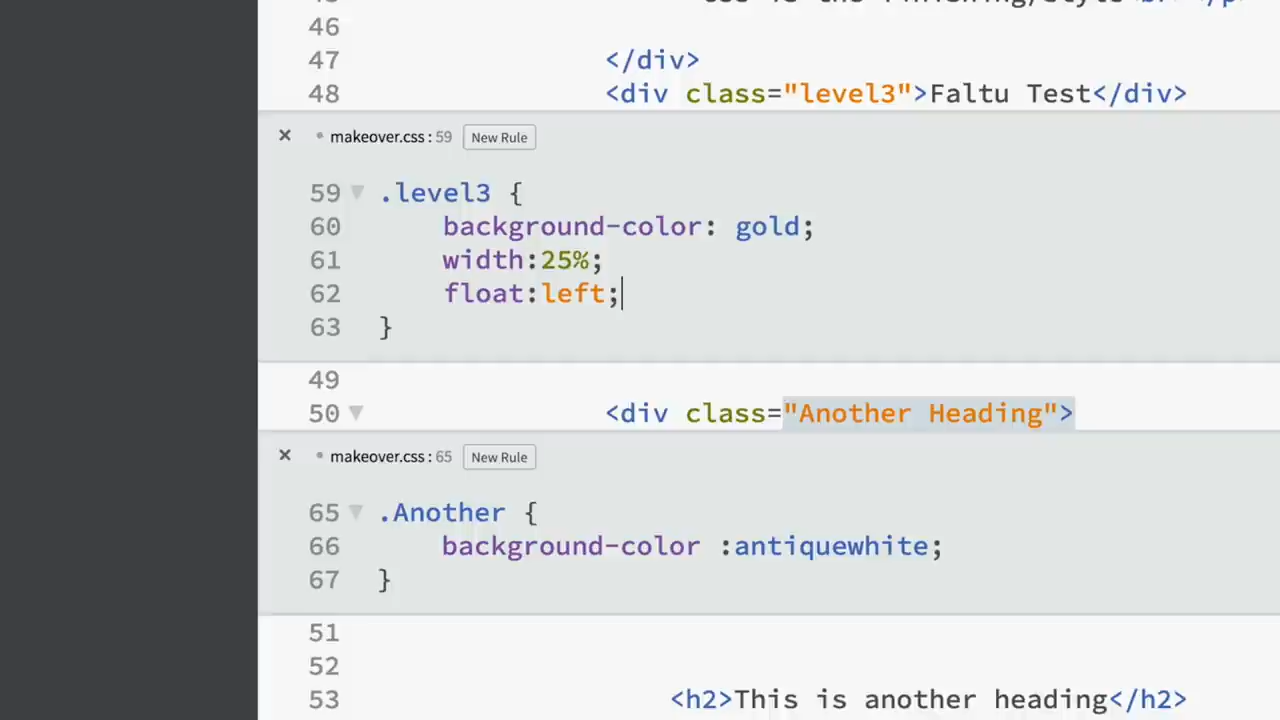 46
47 </div>
48 <div class="level3">Faltu Test</div>
× • makeover.css : 59 New Rule
59 ▼ .level3 {
60 background-color: gold;
61 width:25%;
62 float:left;
63 }
49
50 ▼ <div class="Another Heading">
× • makeover.css : 65 New Rule
65 ▼ .Another {
66 background-color :antiquewhite;
67 }
51
52
53 <h2>This is another heading</h2>